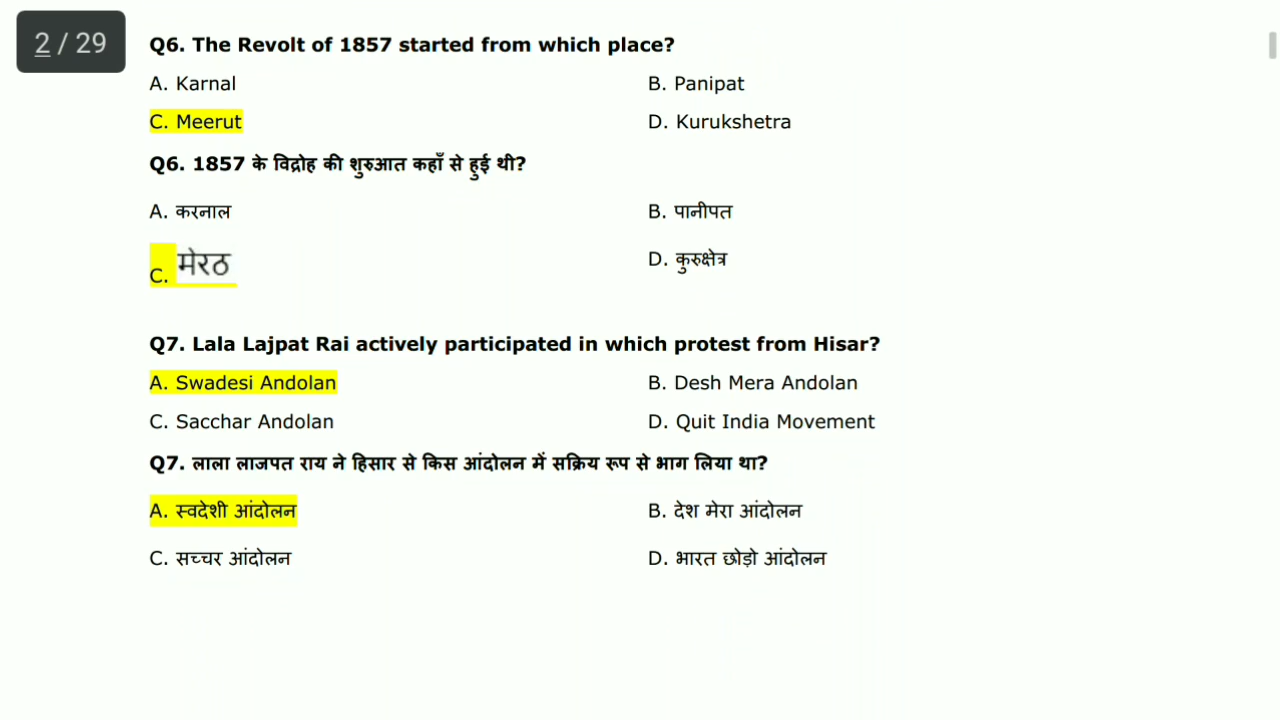 2 / 29
Q6. The Revolt of 1857 started from which place?
A. Karnal B. Panipat
C. Meerut D. Kurukshetra
Q6. 1857 के विद्रोह की शुरुआत कहाँ से हुई थी?
A. करनाल B. पानीपत
C. मेरठ D. कुरुक्षेत्र
Q7. Lala Lajpat Rai actively participated in which protest from Hisar?
A. Swadesi Andolan B. Desh Mera Andolan
C. Sacchar Andolan D. Quit India Movement
Q7. लाला लाजपत राय ने हिसार से किस आंदोलन में सक्रिय रूप से भाग लिया था?
A. स्वदेशी आंदोलन B. देश मेरा आंदोलन
C. सच्चर आंदोलन D. भारत छोड़ो आंदोलन